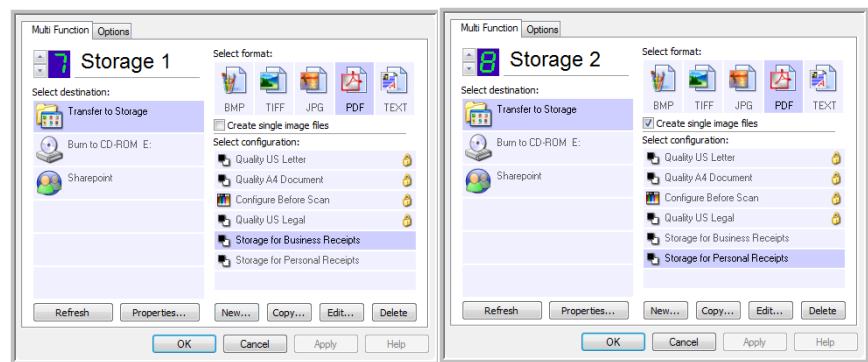 Multi Function Options
7 Storage 1
Select format:
BMP TIFF JPG PDF TEXT
Select destination:
Transfer to Storage
Burn to CD-ROM E:
Sharepoint
Create single image files
Select configuration:
Quality US Letter
Quality A4 Document
Configure Before Scan
Quality US Legal
Storage for Business Receipts
Storage for Personal Receipts
Refresh Properties... New... Copy... Edit... Delete
OK Cancel Apply Help
Multi Function Options
8 Storage 2
Select format:
BMP TIFF JPG PDF TEXT
Select destination:
Transfer to Storage
Burn to CD-ROM E:
Sharepoint
Create single image files
Select configuration:
Quality US Letter
Quality A4 Document
Configure Before Scan
Quality US Legal
Storage for Business Receipts
Storage for Personal Receipts
Refresh Properties... New... Copy... Edit... Delete
OK Cancel Apply Help